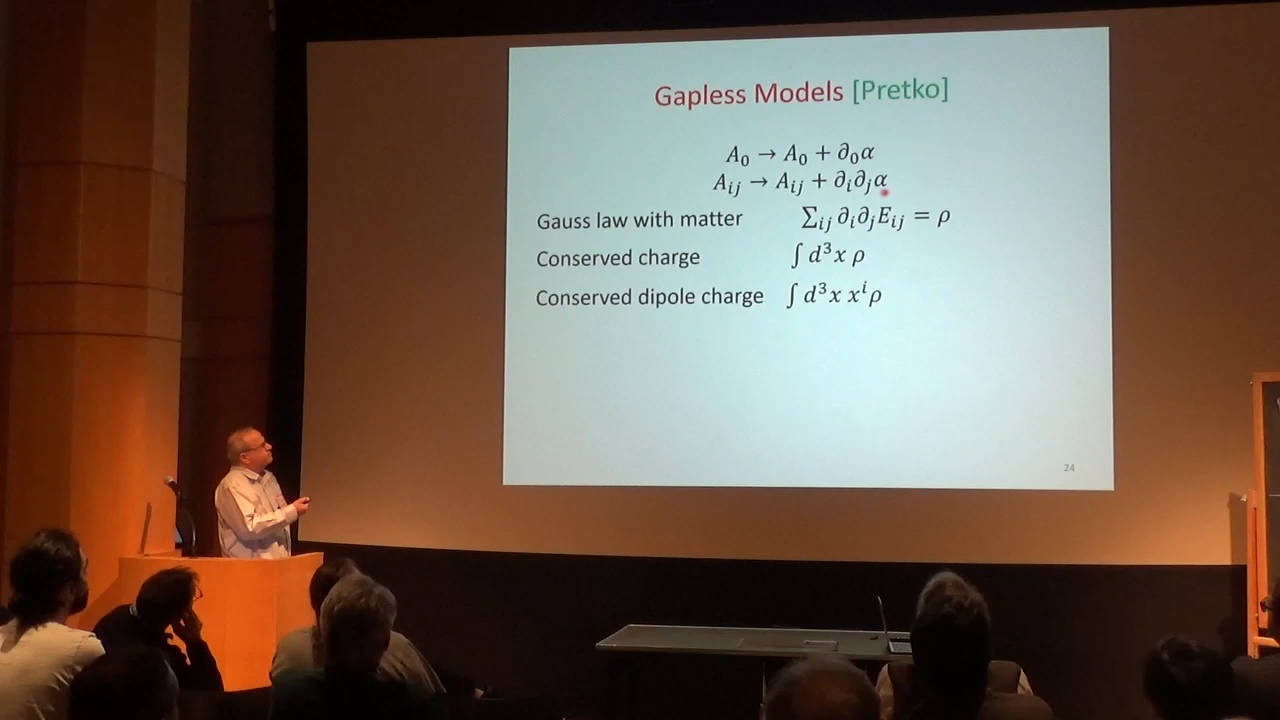 Gapless Models [Pretko]
A₀ → A₀ + ∂₀α
Aᵢⱼ → Aᵢⱼ + ∂ᵢ∂ⱼα
Gauss law with matter ∑ᵢⱼ ∂ᵢ∂ⱼEᵢⱼ = ρ
Conserved charge ∫ d³x ρ
Conserved dipole charge ∫ d³x xⁱρ
24